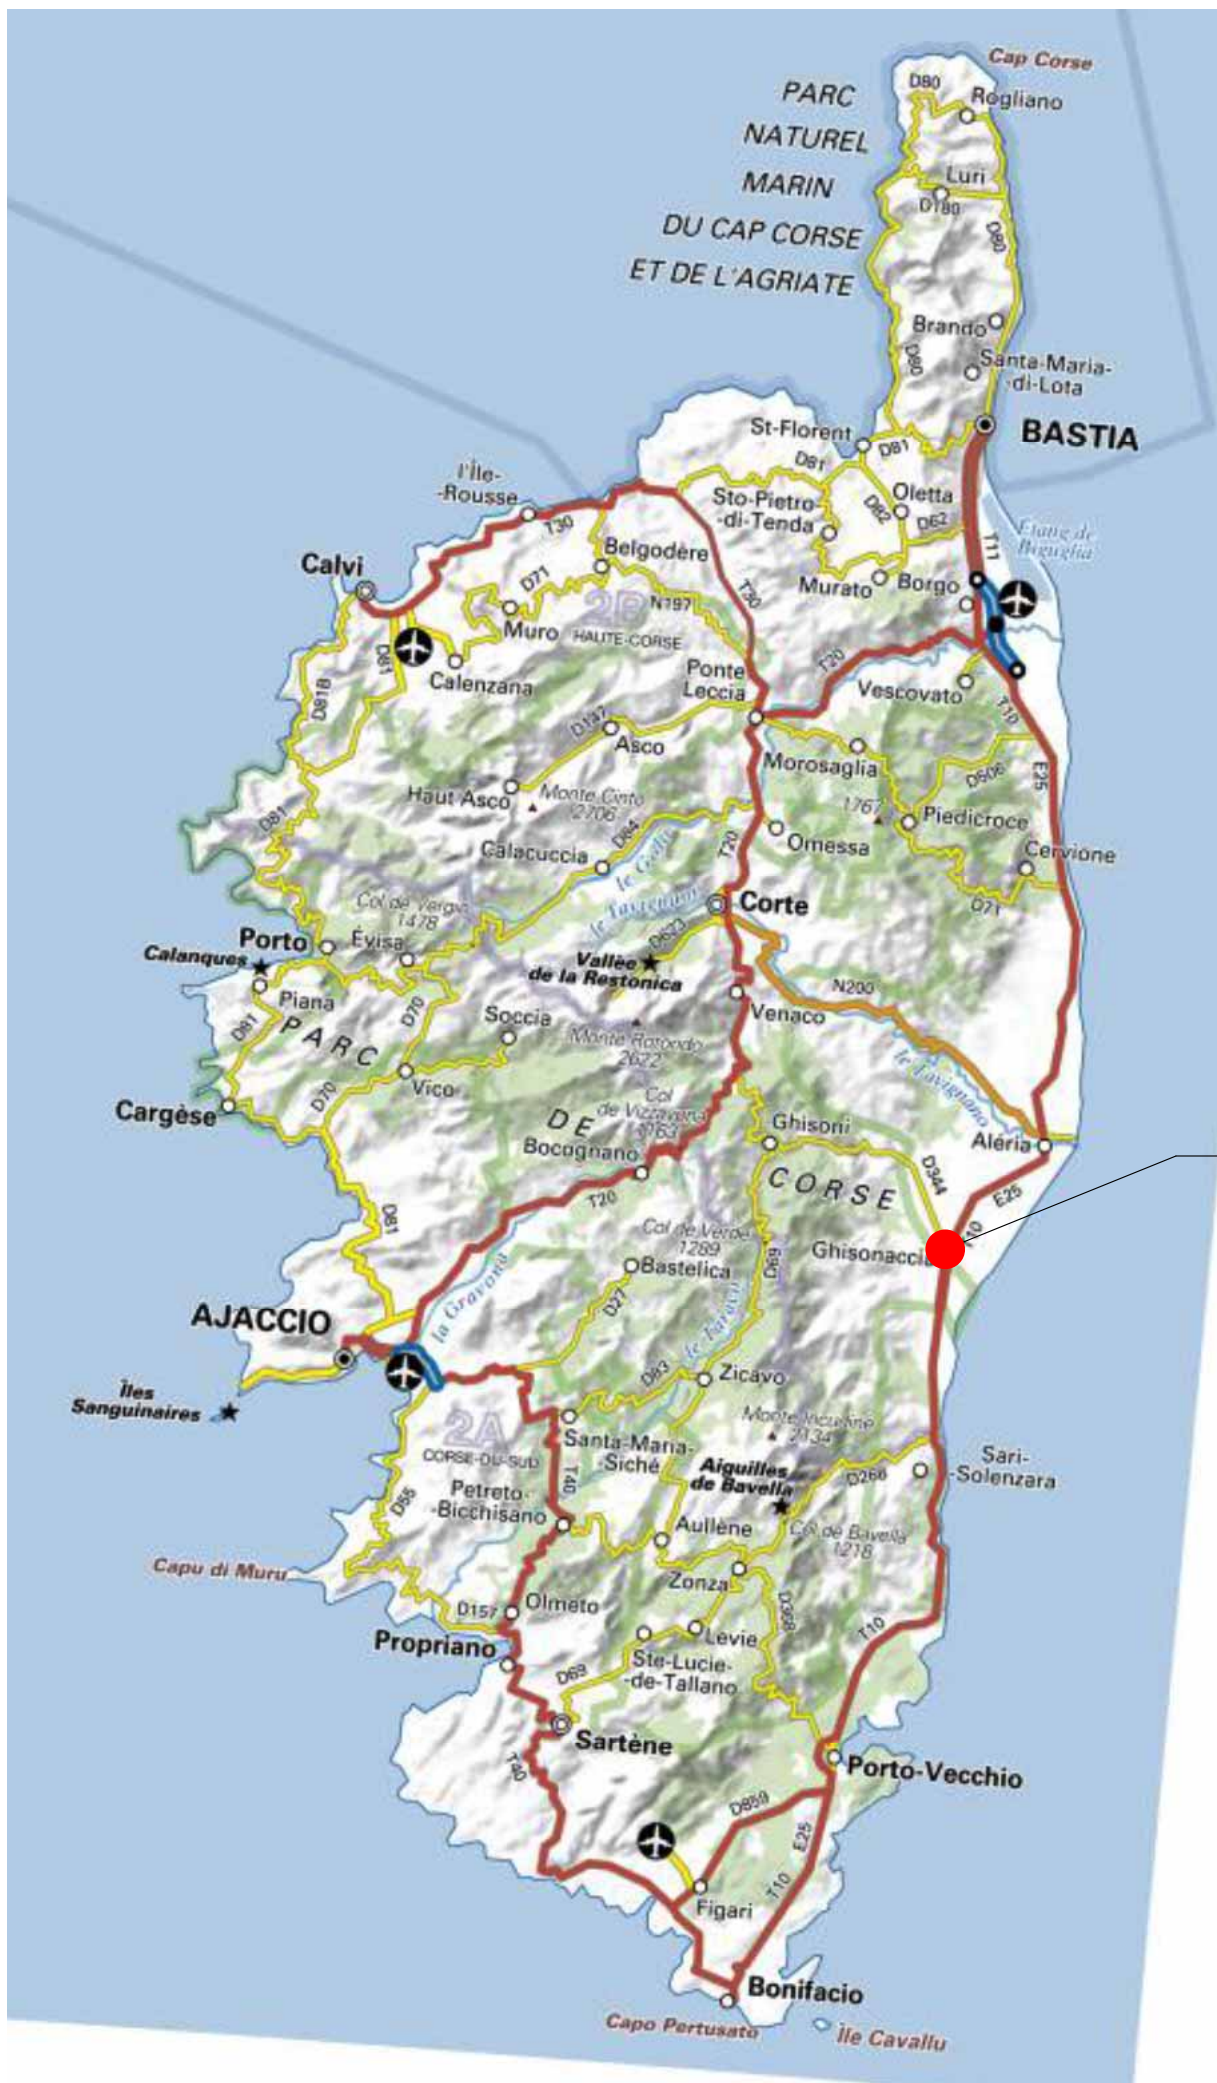 Cap Corse
D80
Rogliano
PARC
NATUREL
MARIN
DU CAP CORSE
ET DE L'AGRIATE
Luri
D180
D80
Brando
D80
Santa-Maria-
-di-Lota
BASTIA
St-Florent
D81
D81
l'Île-
-Rousse
T30
Sto-Pietro
-di-Tenda
Oletta
D82
D62
T11
Étang de
Biguglia
Belgodère
Calvi
D71
N197
T30
Murato
Borgo
2B
HAUTE-CORSE
Muro
D81
Calenzana
D81B
Ponte
Leccia
T20
Vescovato
T10
D147
Asco
Morosaglia
D506
E25
Haut Asco
Monte Cinto
2706
1767
Piedicroce
D81
D84
Calacuccia
le Golo
T20
Omessa
Cervione
D71
Col de Vergio
1478
le Tavignano
Corte
Porto
Évisa
D623
Calanques
Vallée
de la Restonica
Piana
N200
D81
PARC
D70
Soccia
Venaco
Monte Rotondo
2622
le Tavignano
Vico
D70
Cargèse
DE
Col
de Vizzavona
1163
Ghisoni
Bocognano
Aléria
D344
CORSE
T20
E25
T10
D81
Col de Verde
1289
D69
Ghisonaccia
Bastelica
la Gravona
D27
le Taravo
AJACCIO
D83
Zicavo
Îles
Sanguinaires
2A
CORSE-DU-SUD
Santa-Maria-
-Siché
Monte Incudine
2134
Sari-
-Solenzara
Aiguilles
de Bavella
D268
T40
D55
Petreto-
-Bicchisano
Aullène
Col de Bavella
1218
Capu di Muru
Zonza
D157
Olmeto
D368
T10
Propriano
Levie
Ste-Lucie-
-de-Tallano
D69
Sartène
T40
Porto-Vecchio
D859
E25
T10
Figari
Bonifacio
Capo Pertusato
Île Cavallu